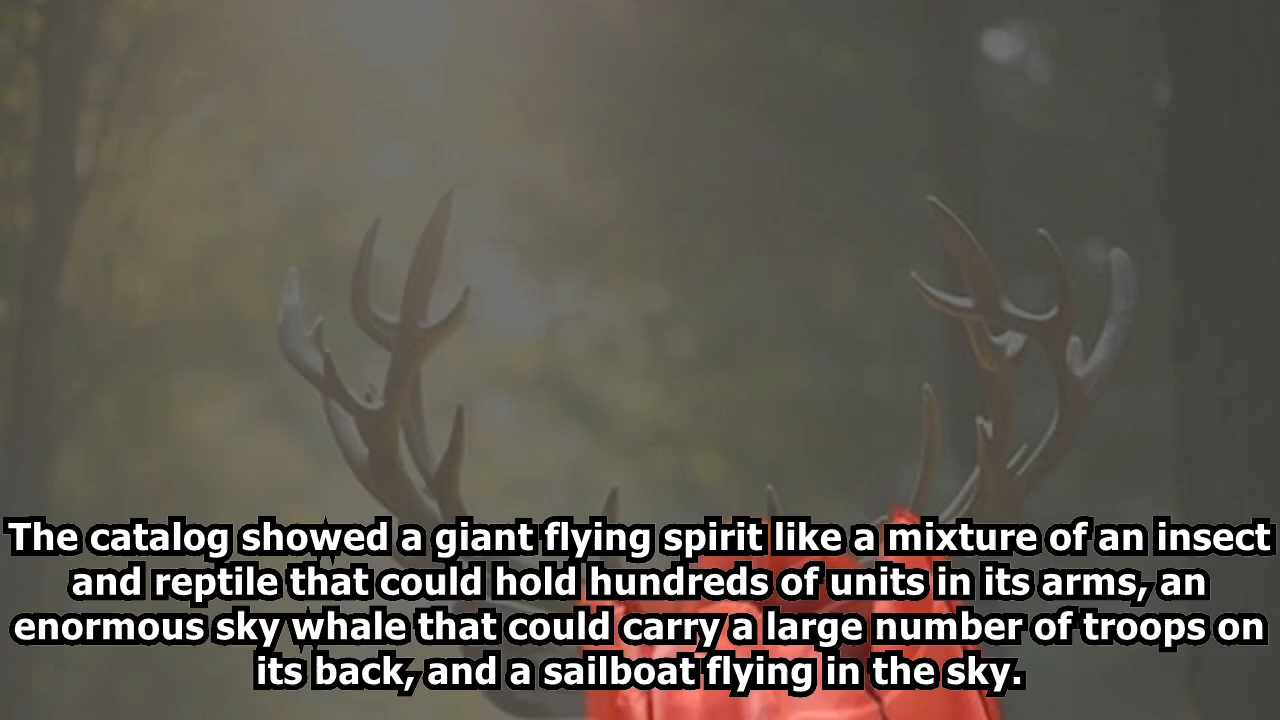 The catalog showed a giant flying spirit like a mixture of an insect
and reptile that could hold hundreds of units in its arms, an
enormous sky whale that could carry a large number of troops on
its back, and a sailboat flying in the sky.